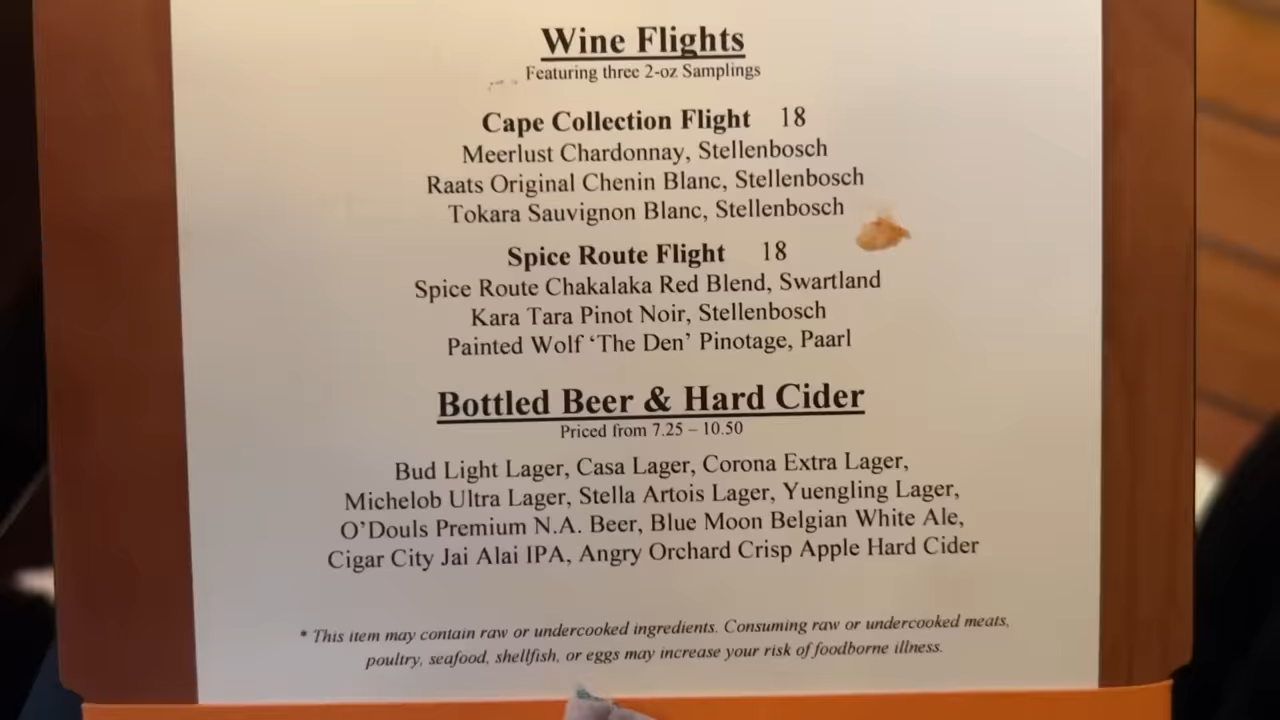 Wine Flights
Featuring three 2-oz Samplings
Cape Collection Flight 18
Meerlust Chardonnay, Stellenbosch
Raats Original Chenin Blanc, Stellenbosch
Tokara Sauvignon Blanc, Stellenbosch
Spice Route Flight 18
Spice Route Chakalaka Red Blend, Swartland
Kara Tara Pinot Noir, Stellenbosch
Painted Wolf ‘The Den’ Pinotage, Paarl
Bottled Beer & Hard Cider
Priced from 7.25 – 10.50
Bud Light Lager, Casa Lager, Corona Extra Lager,
Michelob Ultra Lager, Stella Artois Lager, Yuengling Lager,
O’Douls Premium N.A. Beer, Blue Moon Belgian White Ale,
Cigar City Jai Alai IPA, Angry Orchard Crisp Apple Hard Cider
* This item may contain raw or undercooked ingredients. Consuming raw or undercooked meats,
poultry, seafood, shellfish, or eggs may increase your risk of foodborne illness.